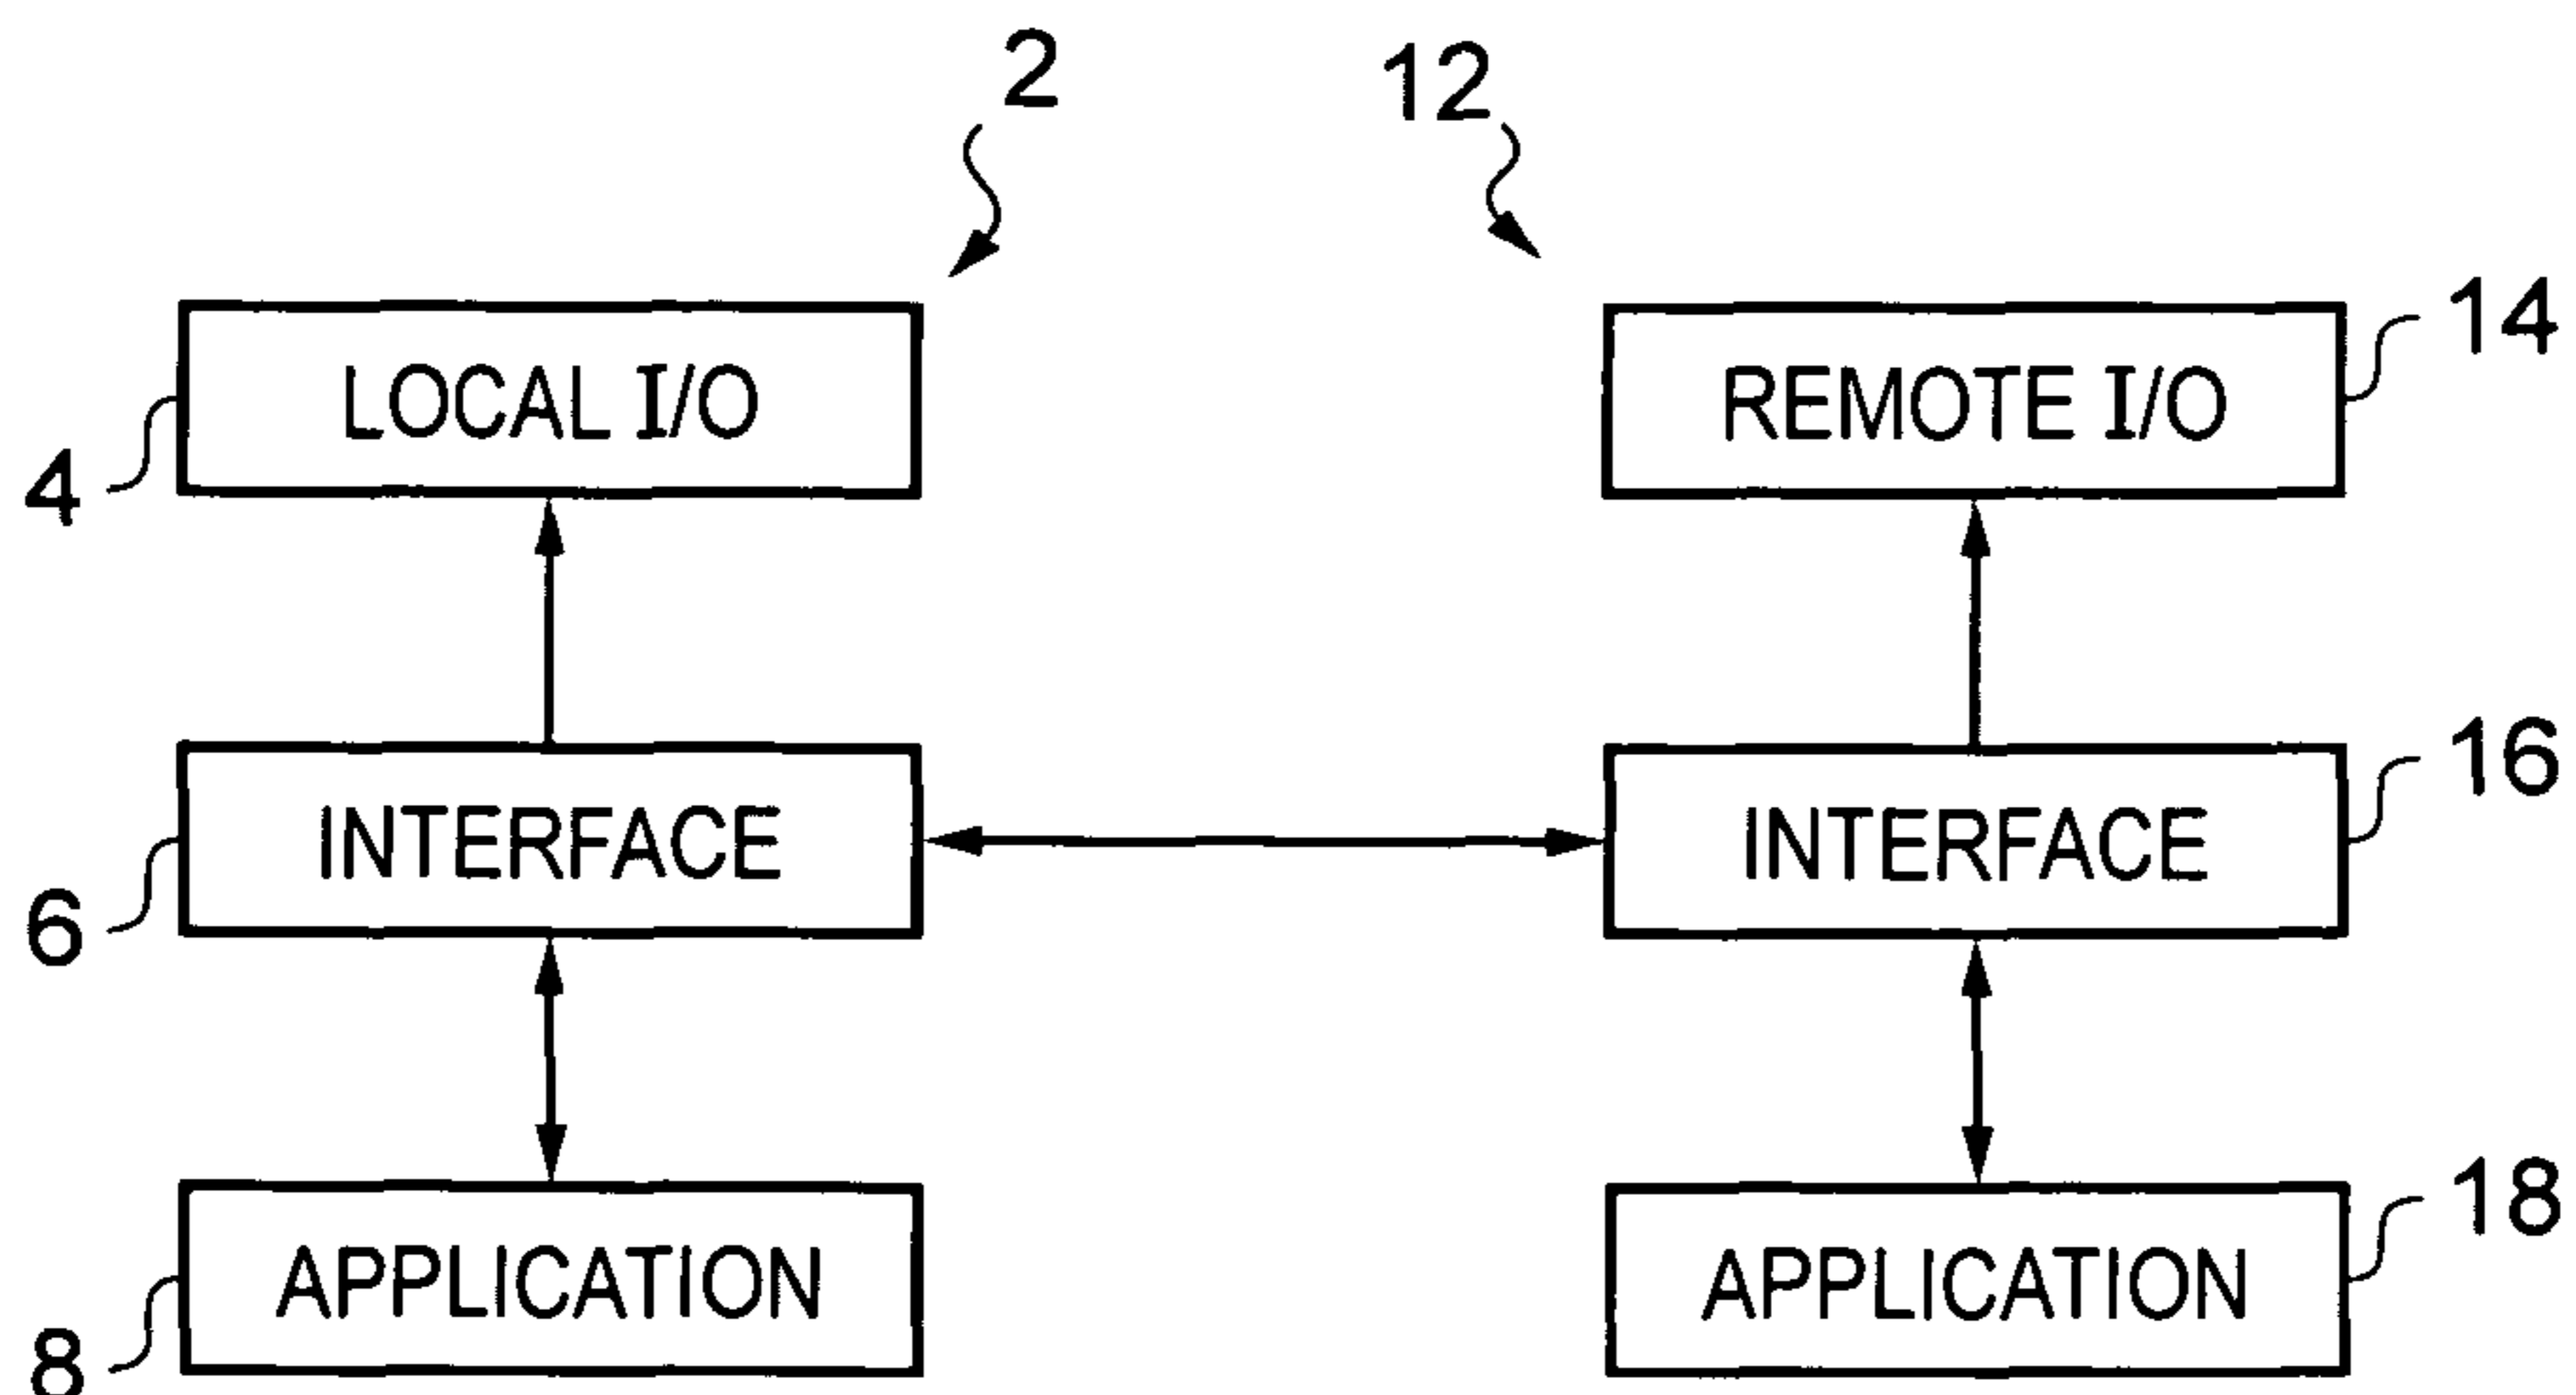 2
12
LOCAL I/O
REMOTE I/O
14
4
INTERFACE
INTERFACE
16
6
APPLICATION
APPLICATION
18
8